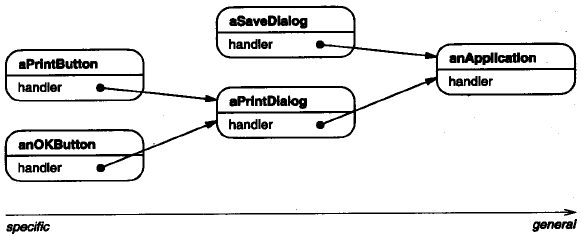 aSaveDialog
handler
aPrintButton
handler
anApplication
handler
aPrintDialog
handler
anOKButton
handler
specific
general